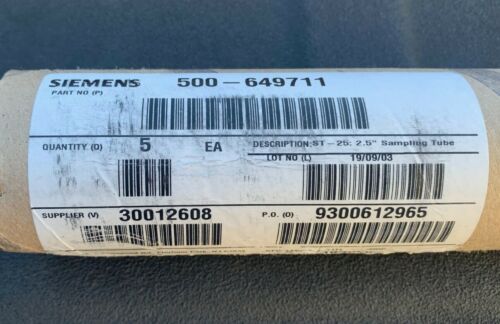 SIEMENS 500-649711
PART NO (P)
QUANTITY (Q) 5 EA DESCRIPTION: ST - 25: 2.5" Sampling Tube
LOT NO (L) 19/09/03
SUPPLIER (V) 30012608 P.O. (O) 9300612965